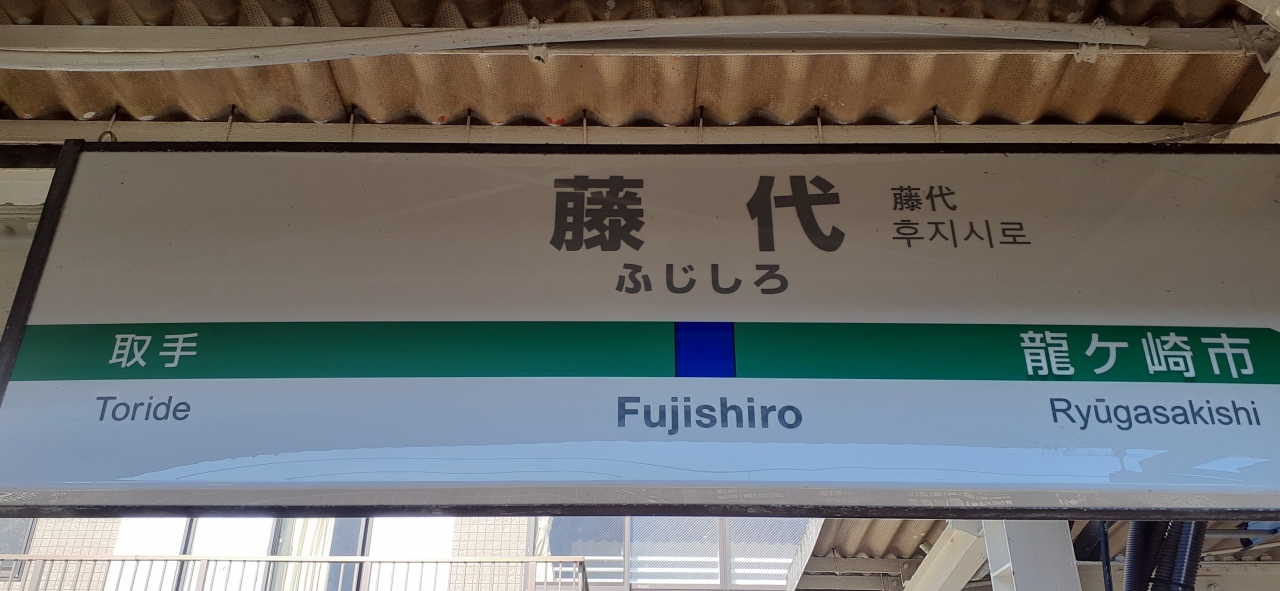 藤代
藤代
후지시로
ふじしろ
取手
龍ケ崎市
Toride
Fujishiro
Ryūgasakishi